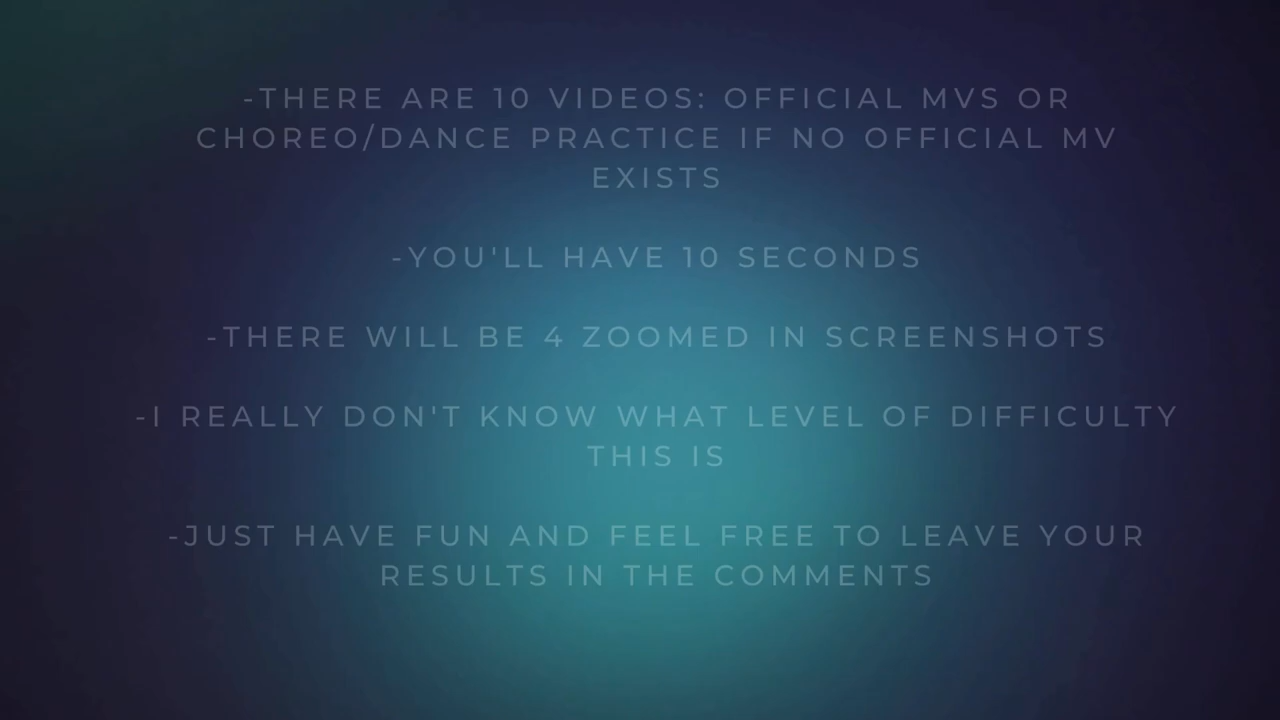 -THERE ARE 10 VIDEOS: OFFICIAL MVS OR
CHOREO/DANCE PRACTICE IF NO OFFICIAL MV
EXISTS
-YOU'LL HAVE 10 SECONDS
-THERE WILL BE 4 ZOOMED IN SCREENSHOTS
-I REALLY DON'T KNOW WHAT LEVEL OF DIFFICULTY
THIS IS
-JUST HAVE FUN AND FEEL FREE TO LEAVE YOUR
RESULTS IN THE COMMENTS